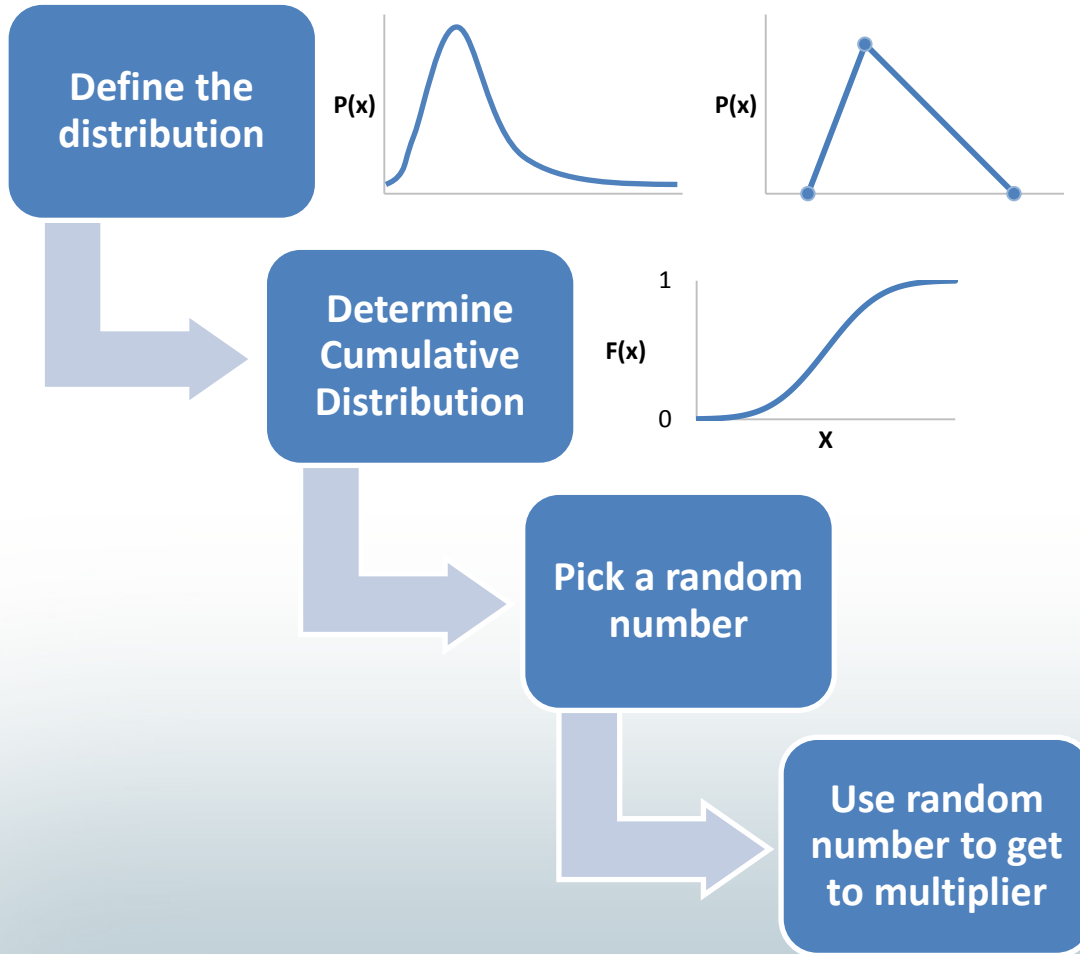 Define the
distribution
P(x)
P(x)
Determine
Cumulative
Distribution
1
F(x)
0
X
Pick a random
number
Use random
number to get
to multiplier